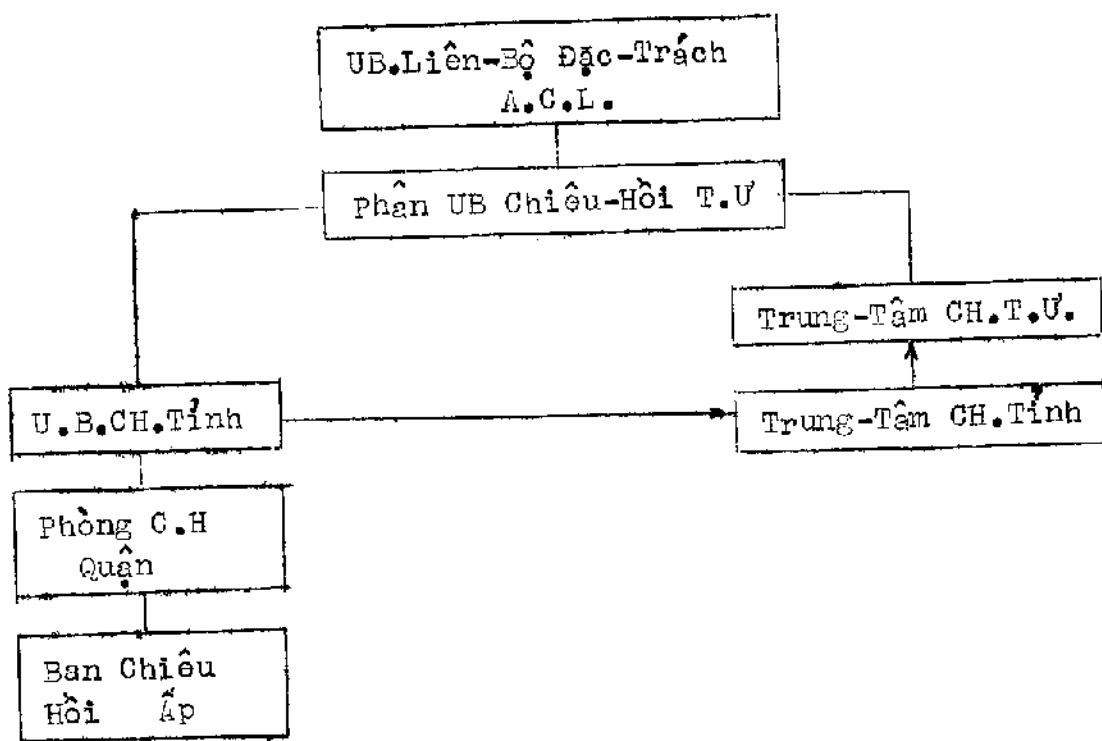 UB.Liên-Bộ Đặc-Trách
A.C.L.
Phân UB Chiêu-Hồi T.Ư
Trung-Tâm CH.T.Ư.
U.B.CH.Tỉnh
Trung-Tâm CH.Tỉnh
Phòng C.H
Quận
Ban Chiêu
Hồi Ấp